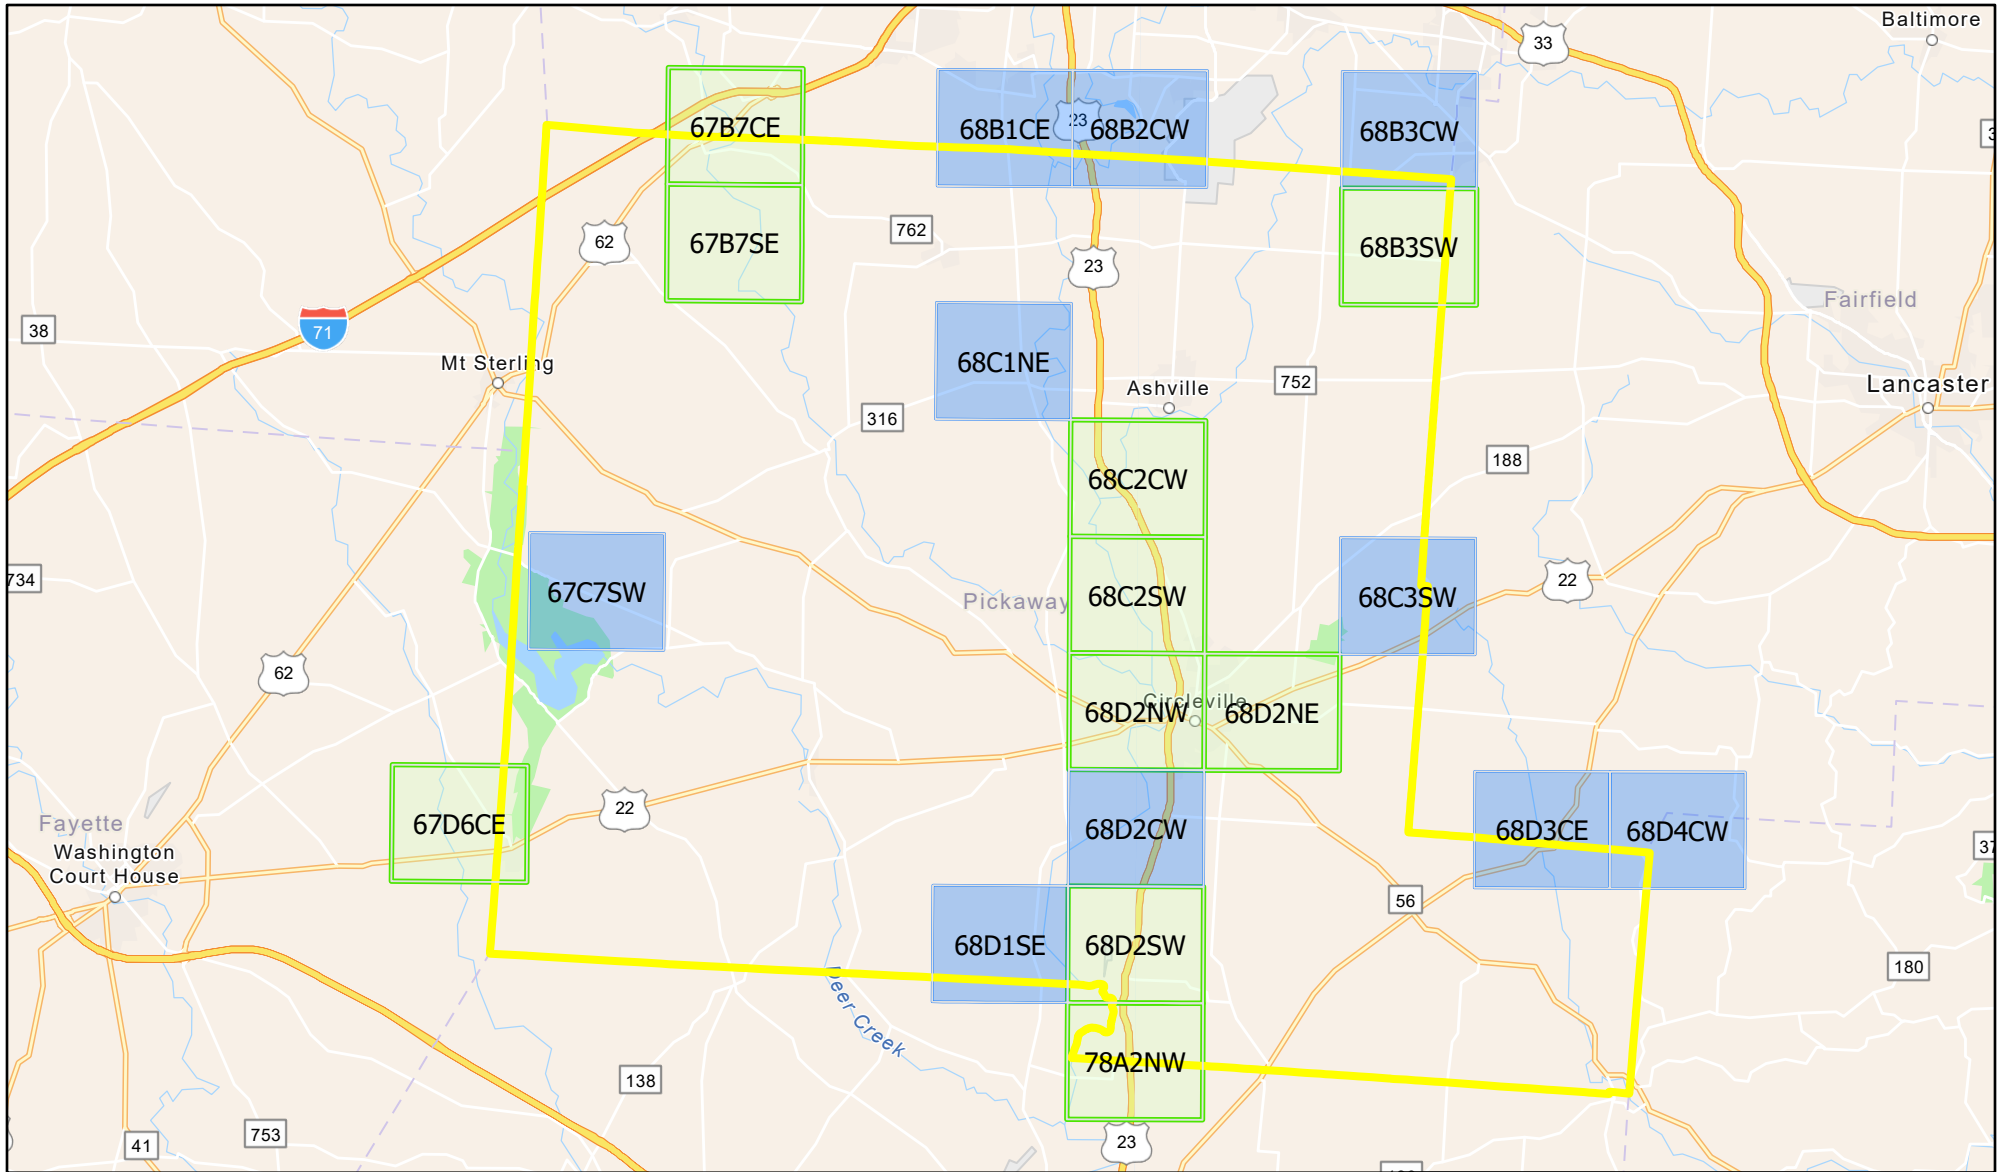 Baltimore
33
67B7CE
68B1CE
23
68B2CW
68B3CW
67B7SE
62
762
23
68B3SW
Fairfield
38
71
Mt Sterling
68C1NE
Ashville
752
Lancaster
316
68C2CW
188
734
67C7SW
Pickaway
68C2SW
68C3SW
22
62
Circleville
68D2NW
68D2NE
67D6CE
22
Fayette
Washington
Court House
68D2CW
68D3CE
68D4CW
37
56
68D1SE
68D2SW
180
Deer Creek
78A2NW
138
753
41
23